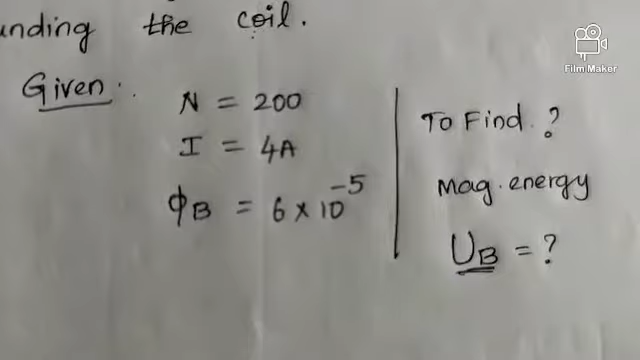 unding the coil.
Film Maker
Given:
N = 200
I = 4A
ϕB = 6 × 10⁻⁵
To Find ?
Mag. energy
UB = ?